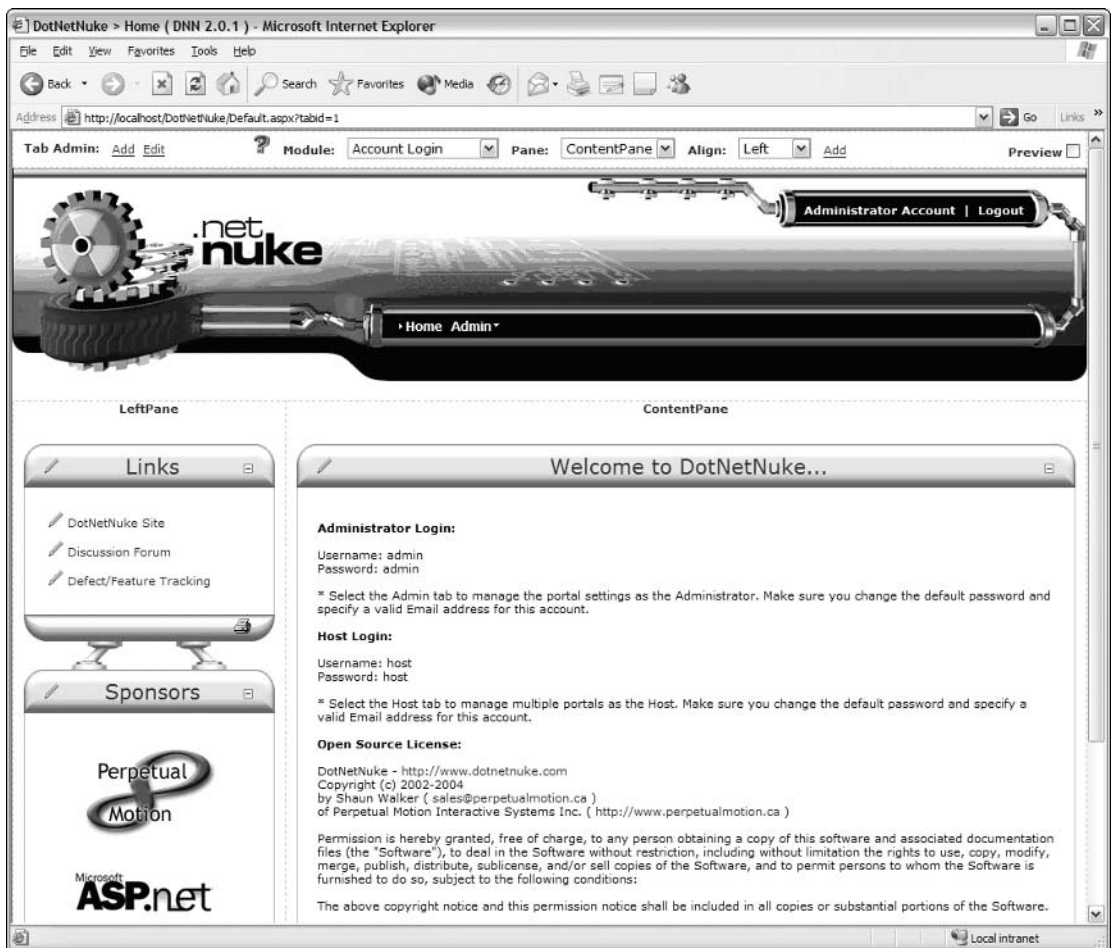 DotNetNuke > Home ( DNN 2.0.1 ) - Microsoft Internet Explorer
File Edit View Favorites Tools Help
Back Search Favorites Media
Address http://localhost/DotNetNuke/Default.aspx?tabid=1 Go Links »
Tab Admin: Add Edit ? Module: Account Login Pane: ContentPane Align: Left Add Preview
Administrator Account | Logout
.net
nuke
Home Admin
LeftPane
ContentPane
Links
DotNetNuke Site
Discussion Forum
Defect/Feature Tracking
Sponsors
Perpetual
Motion
Microsoft
ASP.net
Welcome to DotNetNuke...
Administrator Login:
Username: admin
Password: admin
* Select the Admin tab to manage the portal settings as the Administrator. Make sure you change the default password and
specify a valid Email address for this account.
Host Login:
Username: host
Password: host
* Select the Host tab to manage multiple portals as the Host. Make sure you change the default password and specify a
valid Email address for this account.
Open Source License:
DotNetNuke - http://www.dotnetnuke.com
Copyright (c) 2002-2004
by Shaun Walker ( sales@perpetualmotion.ca )
of Perpetual Motion Interactive Systems Inc. ( http://www.perpetualmotion.ca )
Permission is hereby granted, free of charge, to any person obtaining a copy of this software and associated documentation
files (the "Software"), to deal in the Software without restriction, including without limitation the rights to use, copy, modify,
merge, publish, distribute, sublicense, and/or sell copies of the Software, and to permit persons to whom the Software is
furnished to do so, subject to the following conditions:
The above copyright notice and this permission notice shall be included in all copies or substantial portions of the Software.
Local intranet